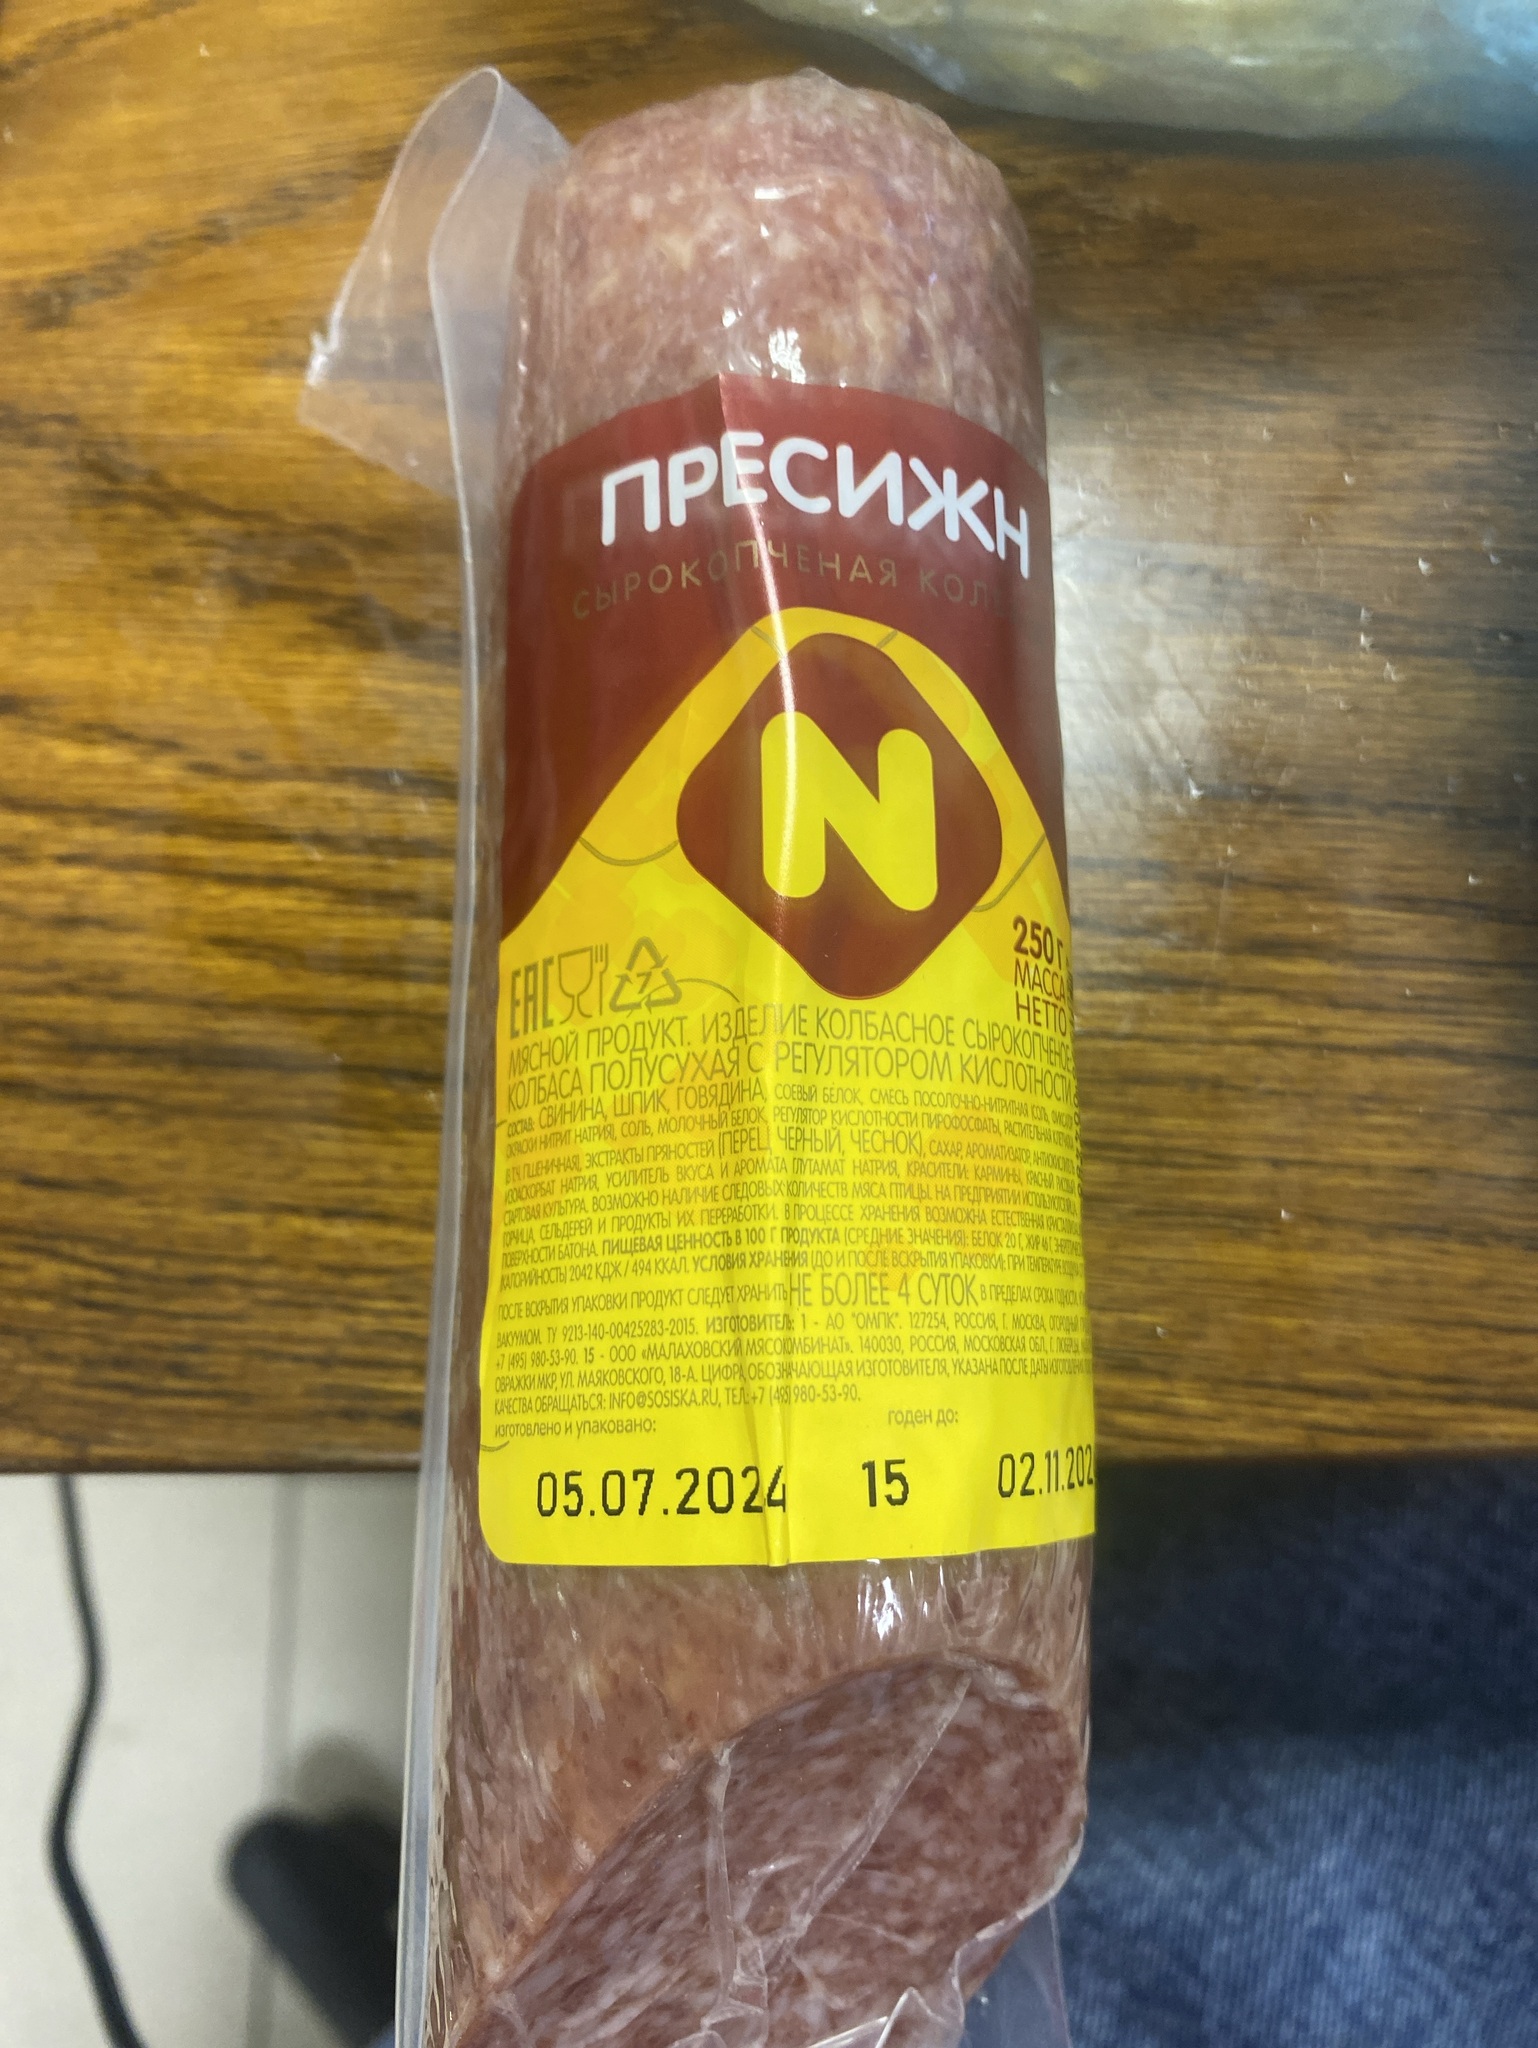 ПРЕСИЖН
СЫРОКОПЧЕНАЯ КОЛ
N
250 Г
МАССА
НЕТТО
EAC
7
МЯСНОЙ ПРОДУКТ. ИЗДЕЛИЕ КОЛБАСНОЕ СЫРОКОПЧЕНОЕ
КОЛБАСА ПОЛУСУХАЯ С РЕГУЛЯТОРОМ КИСЛОТНОСТИ
СОСТАВ: СВИНИНА, ШПИК, ГОВЯДИНА, СОЕВЫЙ БЕЛОК, СМЕСЬ ПОСОЛОЧНО-НИТРИТНАЯ (СОЛЬ, ФИКСАТОР
ОКРАСКИ НИТРИТ НАТРИЯ), СОЛЬ, МОЛОЧНЫЙ БЕЛОК, РЕГУЛЯТОР КИСЛОТНОСТИ ПИРОФОСФАТЫ, РАСТИТЕЛЬНАЯ КЛЕТЧАТКА
(В Т.Ч. ПШЕНИЧНАЯ), ЭКСТРАКТЫ ПРЯНОСТЕЙ (ПЕРЕЦ ЧЕРНЫЙ, ЧЕСНОК), САХАР, АРОМАТИЗАТОР, АНТИОКИСЛИТЕЛЬ
ИЗОАСКОРБАТ НАТРИЯ, УСИЛИТЕЛЬ ВКУСА И АРОМАТА ГЛУТАМАТ НАТРИЯ, КРАСИТЕЛИ: КАРМИНЫ, КРАСНЫЙ РИСОВЫЙ,
СТАРТОВАЯ КУЛЬТУРА. ВОЗМОЖНО НАЛИЧИЕ СЛЕДОВЫХ КОЛИЧЕСТВ МЯСА ПТИЦЫ. НА ПРЕДПРИЯТИИ ИСПОЛЬЗУЮТСЯ
ГОРЧИЦА, СЕЛЬДЕРЕЙ И ПРОДУКТЫ ИХ ПЕРЕРАБОТКИ. В ПРОЦЕССЕ ХРАНЕНИЯ ВОЗМОЖНА ЕСТЕСТВЕННАЯ
ПОВЕРХНОСТИ БАТОНА. ПИЩЕВАЯ ЦЕННОСТЬ В 100 Г ПРОДУКТА (СРЕДНИЕ ЗНАЧЕНИЯ): БЕЛОК 20 Г, ЖИР 46 Г,
КАЛОРИЙНОСТЬ 2042 КДЖ / 494 ККАЛ. УСЛОВИЯ ХРАНЕНИЯ (ДО И ПОСЛЕ ВСКРЫТИЯ УПАКОВКИ): ПРИ ТЕМПЕРАТУРЕ ВОЗДУХА
ПОСЛЕ ВСКРЫТИЯ УПАКОВКИ ПРОДУКТ СЛЕДУЕТ ХРАНИТЬ НЕ БОЛЕЕ 4 СУТОК В ПРЕДЕЛАХ СРОКА ГОДНОСТИ.
ВАКУУМОМ. ТУ 9213-140-00425283-2015. ИЗГОТОВИТЕЛЬ: 1 - АО "ОМПК". 127254, РОССИЯ, Г. МОСКВА, ОГОРОДНЫЙ
+7 (495) 980-53-90. 15 - ООО «МАЛАХОВСКИЙ МЯСОКОМБИНАТ». 140030, РОССИЯ, МОСКОВСКАЯ ОБЛ., Г. ЛЮБЕРЦЫ,
ОВРАЖКИ МКР, УЛ. МАЯКОВСКОГО, 18-А. ЦИФРА, ОБОЗНАЧАЮЩАЯ ИЗГОТОВИТЕЛЯ, УКАЗАНА ПОСЛЕ ДАТЫ ИЗГОТОВЛЕНИЯ
КАЧЕСТВА ОБРАЩАТЬСЯ: INFO@SOSISKA.RU, ТЕЛ.: +7 (495) 980-53-90.
изготовлено и упаковано:
годен до:
05.07.2024 15 02.11.202